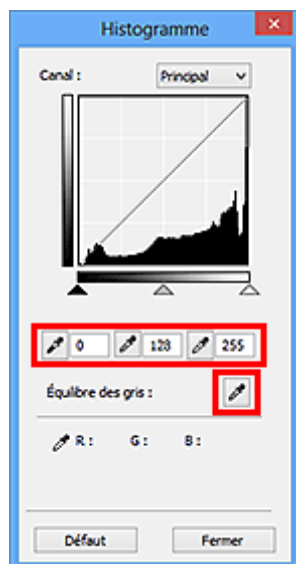 Histogramme
Canal : Principal
0 128 255
Équilibre des gris :
R : G : B :
Défaut Fermer